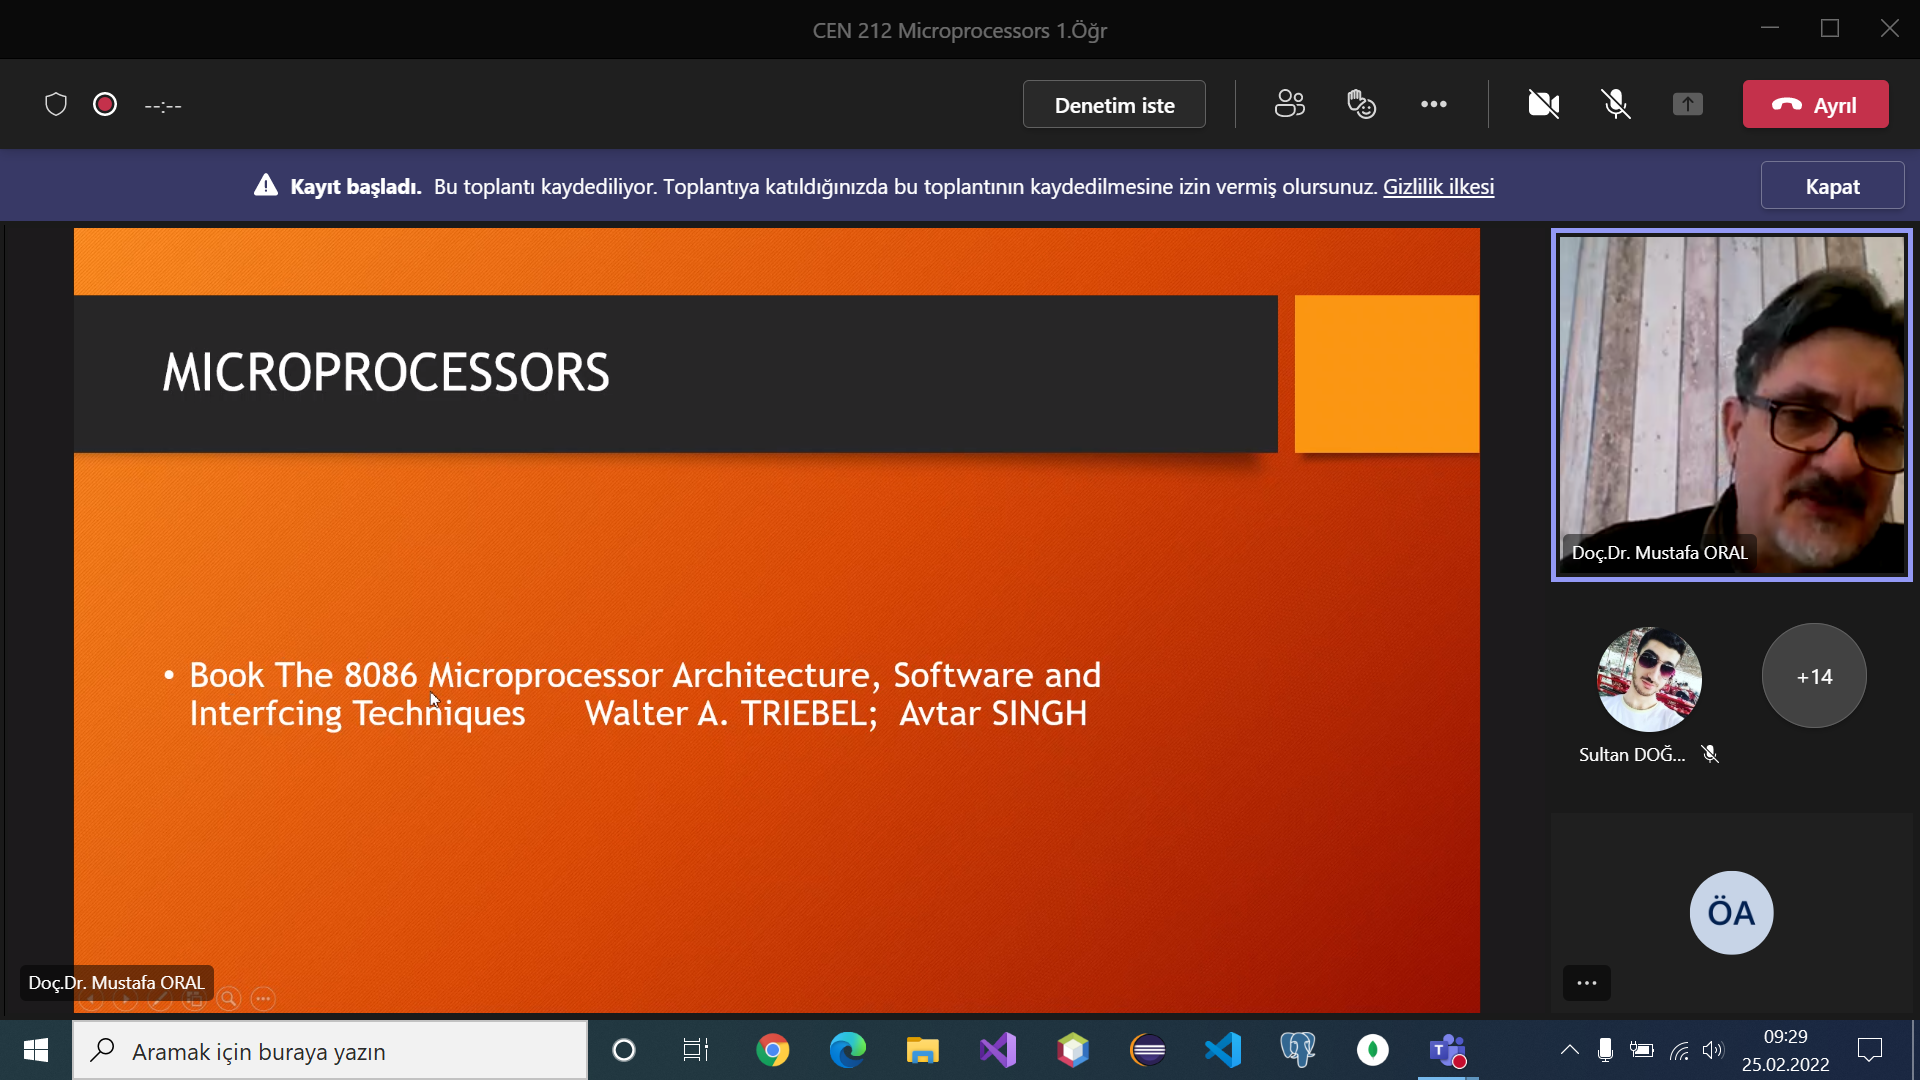 CEN 212 Microprocessors 1.Öğr
--:--
Denetim iste
Ayrıl
Kayıt başladı. Bu toplantı kaydediliyor. Toplantıya katıldığınızda bu toplantının kaydedilmesine izin vermiş olursunuz. Gizlilik ilkesi
Kapat
MICROPROCESSORS
• Book The 8086 Microprocessor Architecture, Software and
Interfcing Techniques Walter A. TRIEBEL; Avtar SINGH
Doç.Dr. Mustafa ORAL
Doç.Dr. Mustafa ORAL
Sultan DOĞ...
+14
ÖA
Aramak için buraya yazın
09:29
25.02.2022